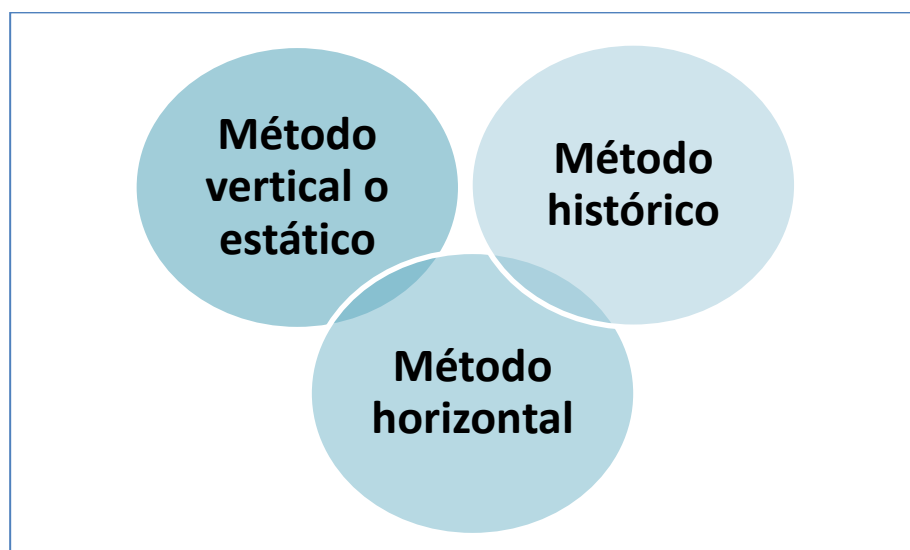 Método
vertical o
estático
Método
histórico
Método
horizontal